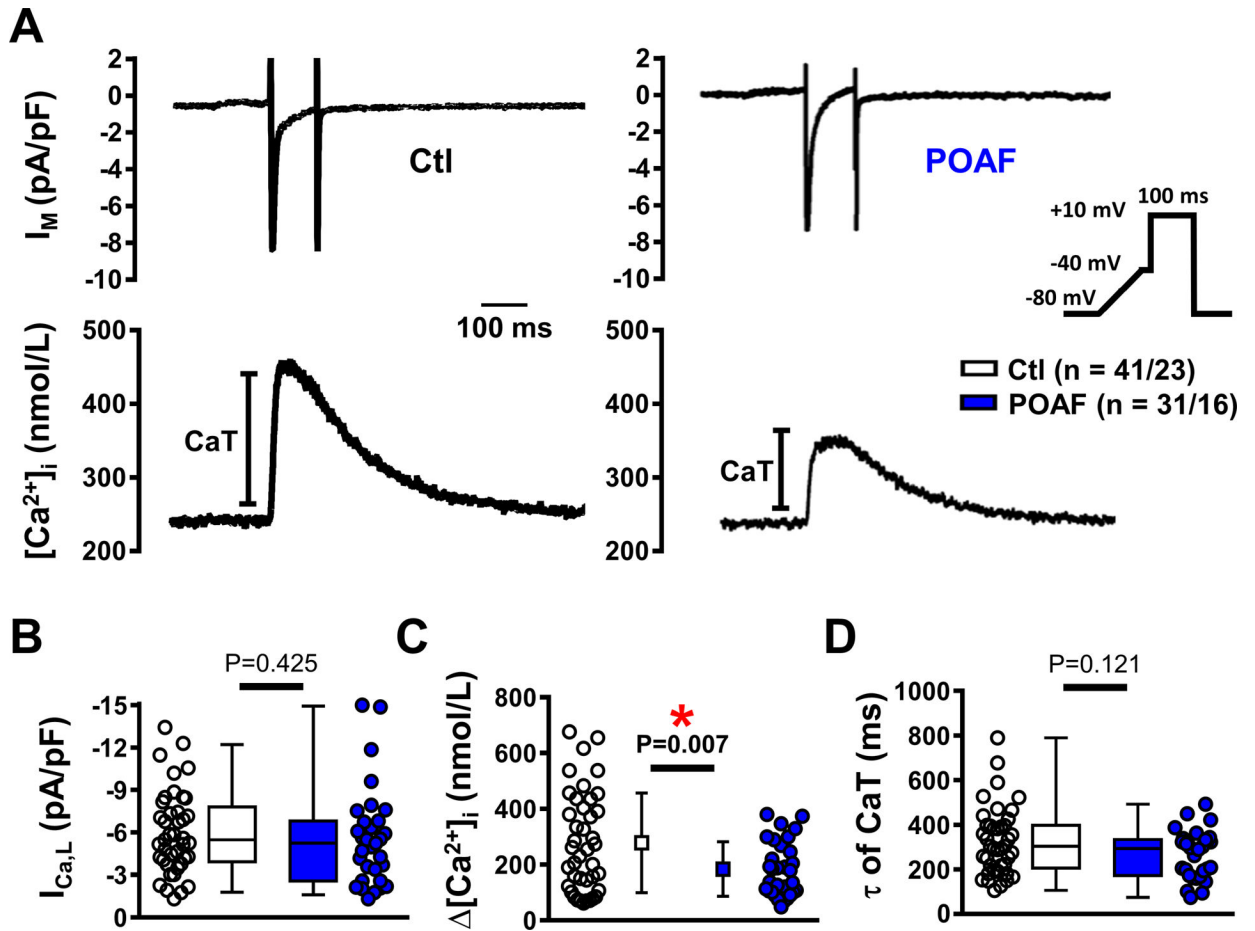 A
I_M (pA/pF)
2
0
-2
-4
-6
-8
-10
Ctl
2
0
-2
-4
-6
-8
-10
POAF
100 ms
+10 mV
-40 mV
-80 mV
100 ms
[Ca²⁺]ᵢ (nmol/L)
500
400
300
200
CaT
500
400
300
200
CaT
Ctl (n = 41/23)
POAF (n = 31/16)
B
P=0.425
I_Ca,L (pA/pF)
-15
-12
-9
-6
-3
0
C
Δ[Ca²⁺]ᵢ (nmol/L)
800
600
400
200
0
*
P=0.007
D
P=0.121
τ of CaT (ms)
1000
800
600
400
200
0